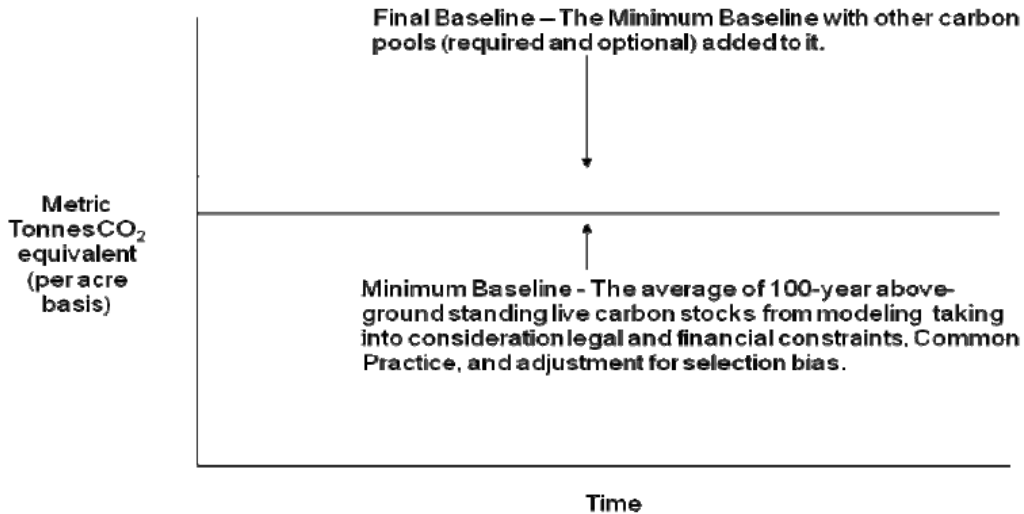 Final Baseline – The Minimum Baseline with other carbon
pools (required and optional) added to it.
Metric
Tonnes CO₂
equivalent
(per acre
basis)
Minimum Baseline - The average of 100-year above-
ground standing live carbon stocks from modeling taking
into consideration legal and financial constraints, Common
Practice, and adjustment for selection bias.
Time